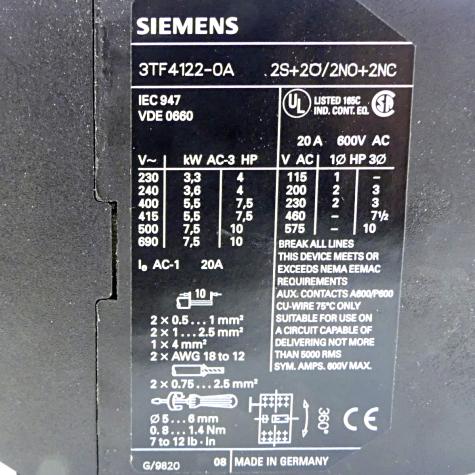 SIEMENS
3TF4122-0A 2S+2Ö/2NO+2NC
IEC 947
VDE 0660
V~ kW AC-3 HP
230 3,3 4
240 3,6 4
400 5,5 7,5
415 5,5 7,5
500 7,5 10
690 7,5 10
Ie AC-1 20A
10
2 × 0.5...1 mm²
2 × 1...2.5 mm²
1 × 4 mm²
2 × AWG 18 to 12
2 × 0.75...2.5 mm²
Ø 5...6 mm
0.8...1.4 Nm
7 to 12 lb·in
UL LISTED 165C
IND. CONT. EQ.
20 A 600V AC
V AC 1Ø HP 3Ø
115 1 –
200 2 3
230 2 3
460 – 7½
575 – 10
BREAK ALL LINES
THIS DEVICE MEETS OR
EXCEEDS NEMA EEMAC
REQUIREMENTS
AUX. CONTACTS A600/P600
CU-WIRE 75°C ONLY
SUITABLE FOR USE ON
A CIRCUIT CAPABLE OF
DELIVERING NOT MORE
THAN 5000 RMS
SYM. AMPS. 600V MAX.
360°
CE
G/9820 08 MADE IN GERMANY